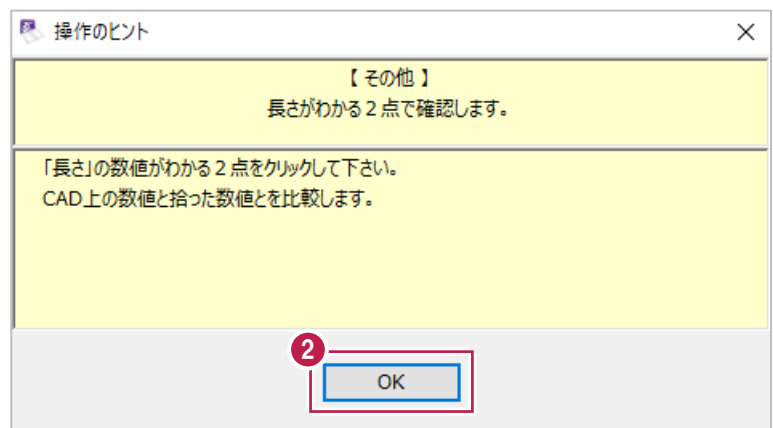 操作のヒント
【 その他 】
長さがわかる２点で確認します。
「長さ」の数値がわかる２点をクリックして下さい。
CAD上の数値と拾った数値とを比較します。
2
OK